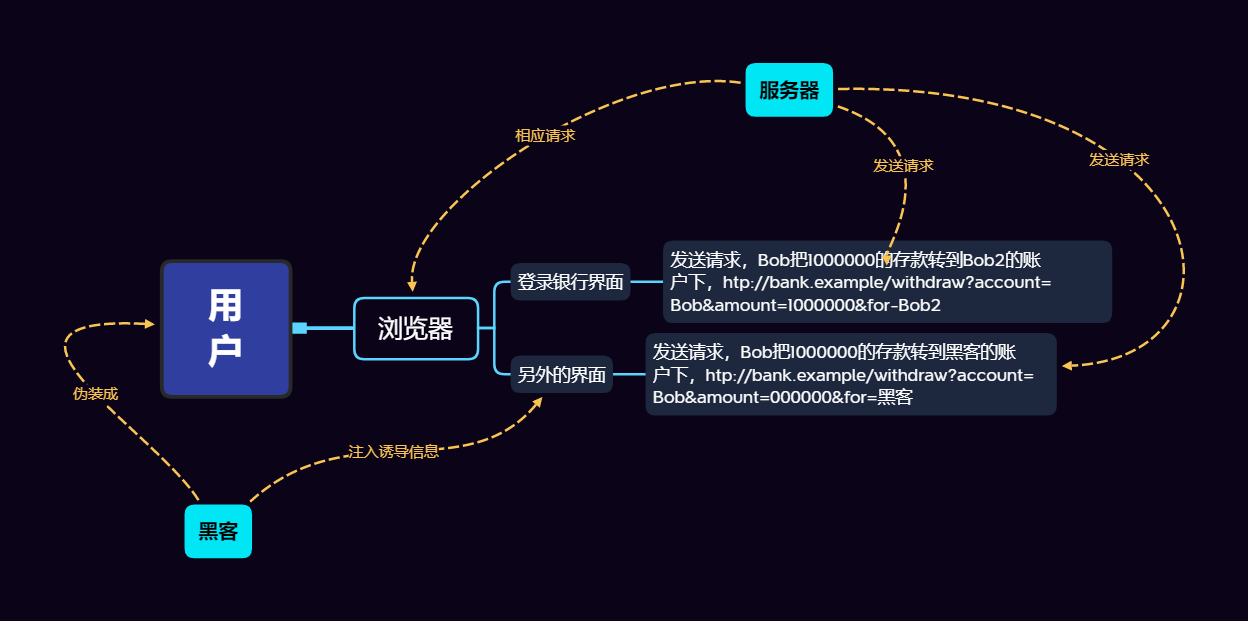 服务器
相应请求
发送请求
发送请求
用
户
浏览器
登录银行界面
发送请求，Bob把1000000的存款转到Bob2的账
户下，htp://bank.example/withdraw?account=
Bob&amount=1000000&for-Bob2
另外的界面
发送请求，Bob把1000000的存款转到黑客的账
户下，htp://bank.example/withdraw?account=
Bob&amount=000000&for=黑客
伪装成
注入诱导信息
黑客